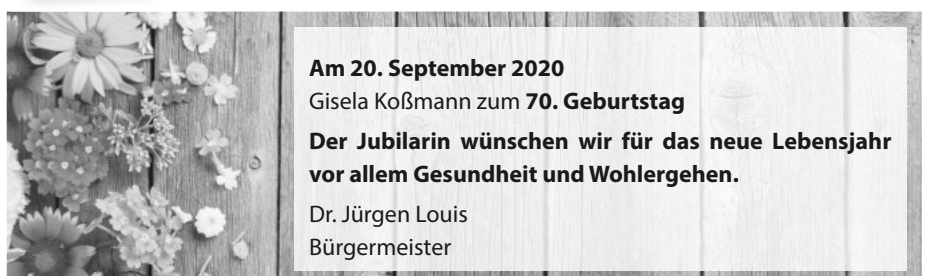 Am 20. September 2020
Gisela Koßmann zum 70. Geburtstag
Der Jubilarin wünschen wir für das neue Lebensjahr
vor allem Gesundheit und Wohlergehen.
Dr. Jürgen Louis
Bürgermeister